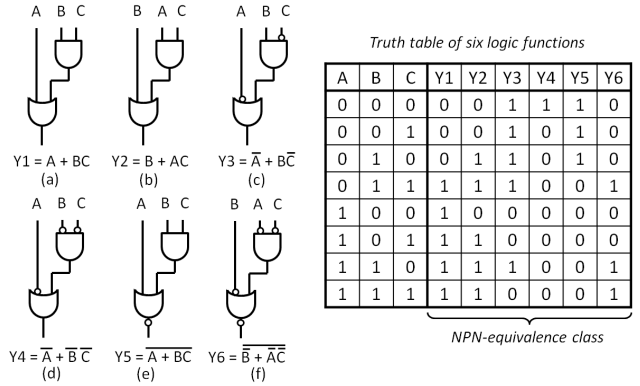 A B C
B A C
A B C
Y1 = A + BC
Y2 = B + AC
Y3 = A̅ + BC̅
(a)
(b)
(c)
A B C
A B C
B A C
Y4 = A̅ + B̅ C̅
Y5 = A̅ ̅+̅ ̅B̅C̅
Y6 = B̿ ̅+̅ ̅A̿C̿
(d)
(e)
(f)
Truth table of six logic functions
A B C Y1 Y2 Y3 Y4 Y5 Y6
0 0 0 0 0 1 1 1 0
0 0 1 0 0 1 0 1 0
0 1 0 0 1 1 0 1 0
0 1 1 1 1 1 0 0 1
1 0 0 1 0 0 0 0 0
1 0 1 1 1 0 0 0 0
1 1 0 1 1 1 0 0 1
1 1 1 1 1 0 0 0 1
NPN-equivalence class